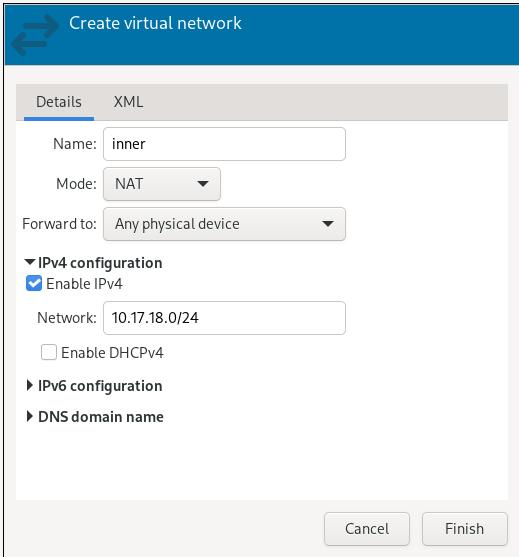 Create virtual network
Details XML
Name: inner
Mode: NAT
Forward to: Any physical device
IPv4 configuration
Enable IPv4
Network: 10.17.18.0/24
Enable DHCPv4
IPv6 configuration
DNS domain name
Cancel Finish